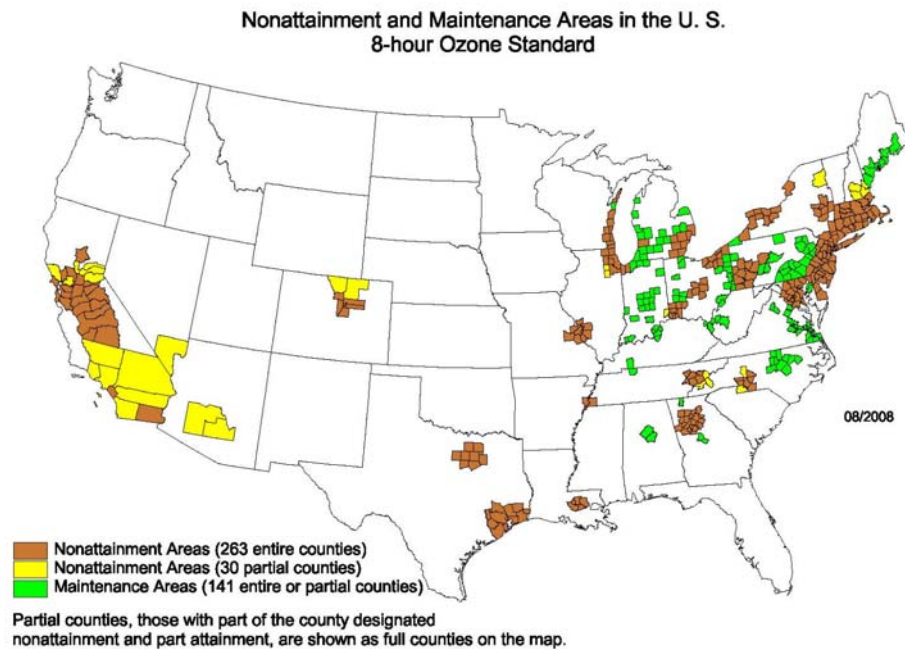 Nonattainment and Maintenance Areas in the U. S.
8-hour Ozone Standard
08/2008
Nonattainment Areas (263 entire counties)
Nonattainment Areas (30 partial counties)
Maintenance Areas (141 entire or partial counties)
Partial counties, those with part of the county designated
nonattainment and part attainment, are shown as full counties on the map.